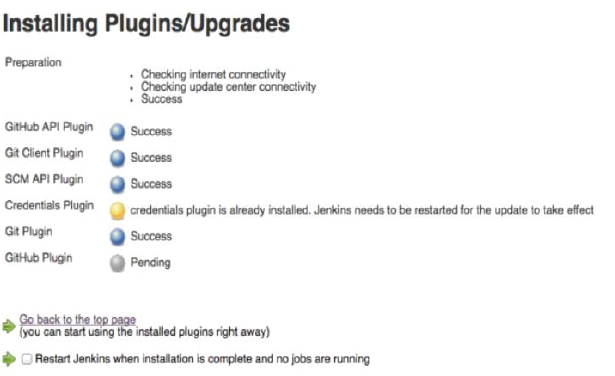 Installing Plugins/Upgrades
Preparation
Checking internet connectivity
Checking update center connectivity
Success
GitHub API Plugin Success
Git Client Plugin Success
SCM API Plugin Success
Credentials Plugin credentials plugin is already installed. Jenkins needs to be restarted for the update to take effect
Git Plugin Success
GitHub Plugin Pending
Go back to the top page
(you can start using the installed plugins right away)
Restart Jenkins when installation is complete and no jobs are running